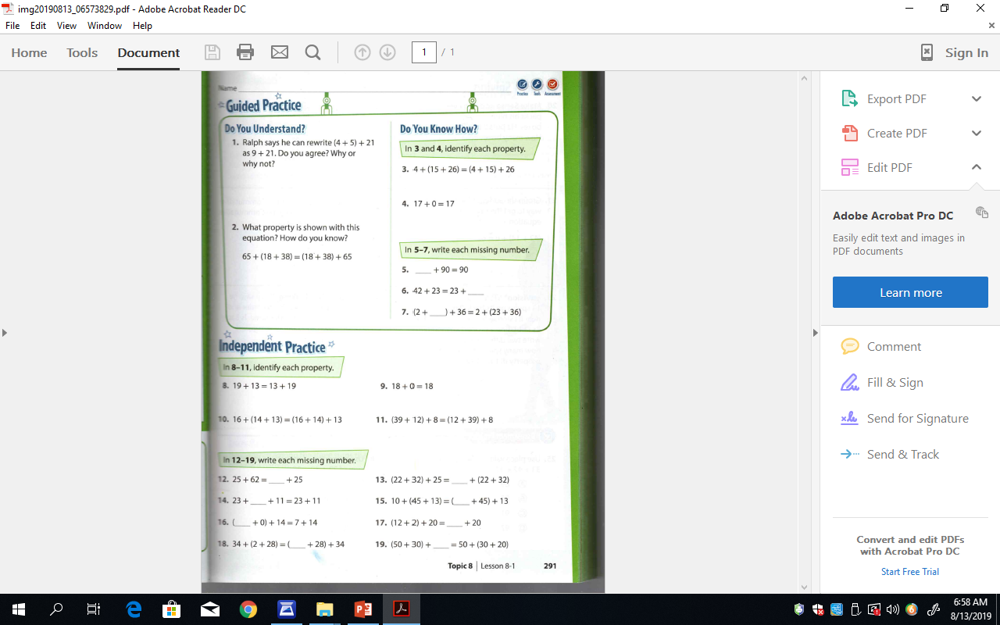 img20190813_06573829.pdf - Adobe Acrobat Reader DC
File Edit View Window Help
Home Tools Document 1 / 1 Sign In
Name
Practice Tools Assessment
Guided Practice
Do You Understand?
1. Ralph says he can rewrite (4 + 5) + 21
as 9 + 21. Do you agree? Why or
why not?
2. What property is shown with this
equation? How do you know?
65 + (18 + 38) = (18 + 38) + 65
Do You Know How?
In 3 and 4, identify each property.
3. 4 + (15 + 26) = (4 + 15) + 26
4. 17 + 0 = 17
In 5–7, write each missing number.
5. ____ + 90 = 90
6. 42 + 23 = 23 + ____
7. (2 + ____) + 36 = 2 + (23 + 36)
Independent Practice
In 8–11, identify each property.
8. 19 + 13 = 13 + 19
9. 18 + 0 = 18
10. 16 + (14 + 13) = (16 + 14) + 13
11. (39 + 12) + 8 = (12 + 39) + 8
In 12–19, write each missing number.
12. 25 + 62 = ____ + 25
13. (22 + 32) + 25 = ____ + (22 + 32)
14. 23 + ____ + 11 = 23 + 11
15. 10 + (45 + 13) = (____ + 45) + 13
16. (____ + 0) + 14 = 7 + 14
17. (12 + 2) + 20 = ____ + 20
18. 34 + (2 + 28) = (____ + 28) + 34
19. (50 + 30) + ____ = 50 + (30 + 20)
Topic 8 | Lesson 8-1 291
Export PDF
Create PDF
Edit PDF
Adobe Acrobat Pro DC
Easily edit text and images in
PDF documents
Learn more
Comment
Fill & Sign
Send for Signature
Send & Track
Convert and edit PDFs
with Acrobat Pro DC
Start Free Trial
6:58 AM
8/13/2019